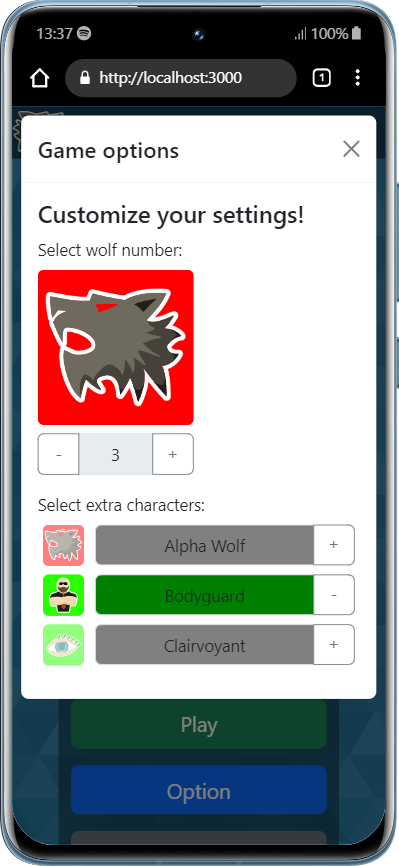 13:37 100%
http://localhost:3000 1
Game options
Customize your settings!
Select wolf number:
- 3 +
Select extra characters:
Alpha Wolf +
Bodyguard -
Clairvoyant +
Play
Option